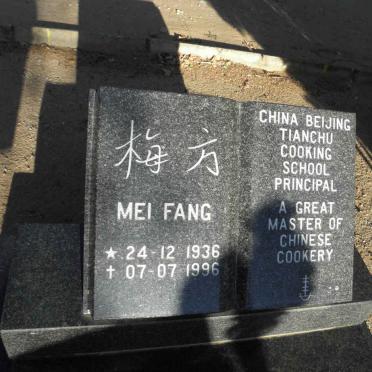 梅方
MEI FANG
★ 24-12 1936
† 07-07 1996
CHINA BEIJING
TIANCHU
COOKING
SCHOOL
PRINCIPAL
A GREAT
MASTER OF
CHINESE
COOKERY